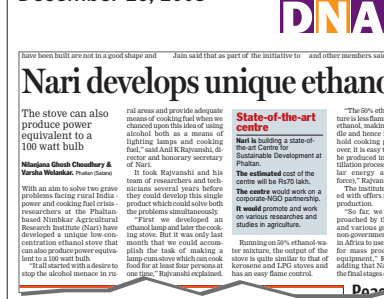 DNA
have been built are not in a good shape and
Jain said that as part of the initiative to
and other members said
Nari develops unique ethano
The stove can also
produce power
equivalent to a
100 watt bulb
Nilanjana Ghosh Choudhury &
Varsha Welankar. Phaltan (Satara)
With an aim to solve two grave
problems facing rural India -
power and cooking fuel crisis -
researchers at the Phaltan-
based Nimbkar Agricultural
Research Institute (Nari) have
developed a unique low-con-
centration ethanol stove that
can also produce power equiva-
lent to a 100 watt bulb.
"It all started with a desire to
stop the alcohol menace in ru-
ral areas and provide adequate
means of cooking fuel when we
chanced upon this idea of using
alcohol both as a means of
lighting lamps and cooking
fuel," said Anil K Rajvanshi, di-
rector and honorary secretary
of Nari.
It took Rajvanshi and his
team of researchers and tech-
nicians several years before
they could develop this single
product which could solve both
the problems simultaneously.
"First we developed an
ethanol lamp and later the cook-
ing stove. But it was only last
month that we could accom-
plish the task of making a
lamp-cum-stove which can cook
food for at least four persons at
one time," Rajvanshi explained.
State-of-the-art
centre
Nari is building a state-of-
the-art Centre for
Sustainable Development at
Phaltan.
The estimated cost of the
centre will be Rs70 lakh.
The centre would work on a
corporate-NGO partnership.
It would promote and work
on various researches and
studies in agriculture.
Running on 50% ethanol-wa-
ter mixture, the output of the
stove is quite similar to that of
kerosene and LPG stoves and
has an easy flame control.
"The 50% eth
ture is less flam
ethanol, making
dle and hence
hold cooking p
over, it is easy t
be produced in
tillation proces
lar energy a
force)," Rajvan
The institute
ed with offers
production.
"So far, we
proached by th
and various go
non-governmen
in Africa to use
for mass prod
equipment," R
adding that th
the final stages